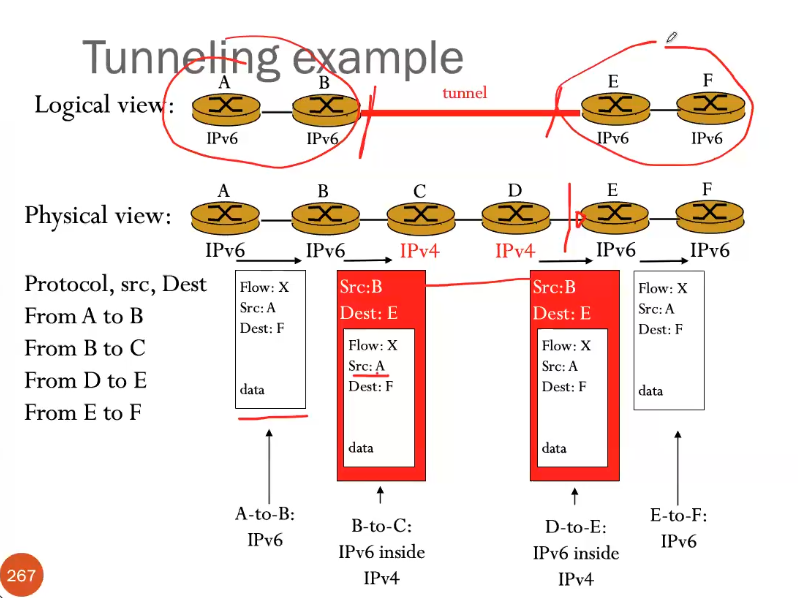 Tunneling example
A B E F
Logical view: tunnel
IPv6 IPv6 IPv6 IPv6
A B C D E F
Physical view:
IPv6 IPv6 IPv4 IPv4 IPv6 IPv6
Protocol, src, Dest
From A to B
From B to C
From D to E
From E to F
Flow: X
Src: A
Dest: F
data
Src:B
Dest: E
Flow: X
Src: A
Dest: F
data
Src:B
Dest: E
Flow: X
Src: A
Dest: F
data
Flow: X
Src: A
Dest: F
data
A-to-B:
IPv6
B-to-C:
IPv6 inside
IPv4
D-to-E:
IPv6 inside
IPv4
E-to-F:
IPv6
267